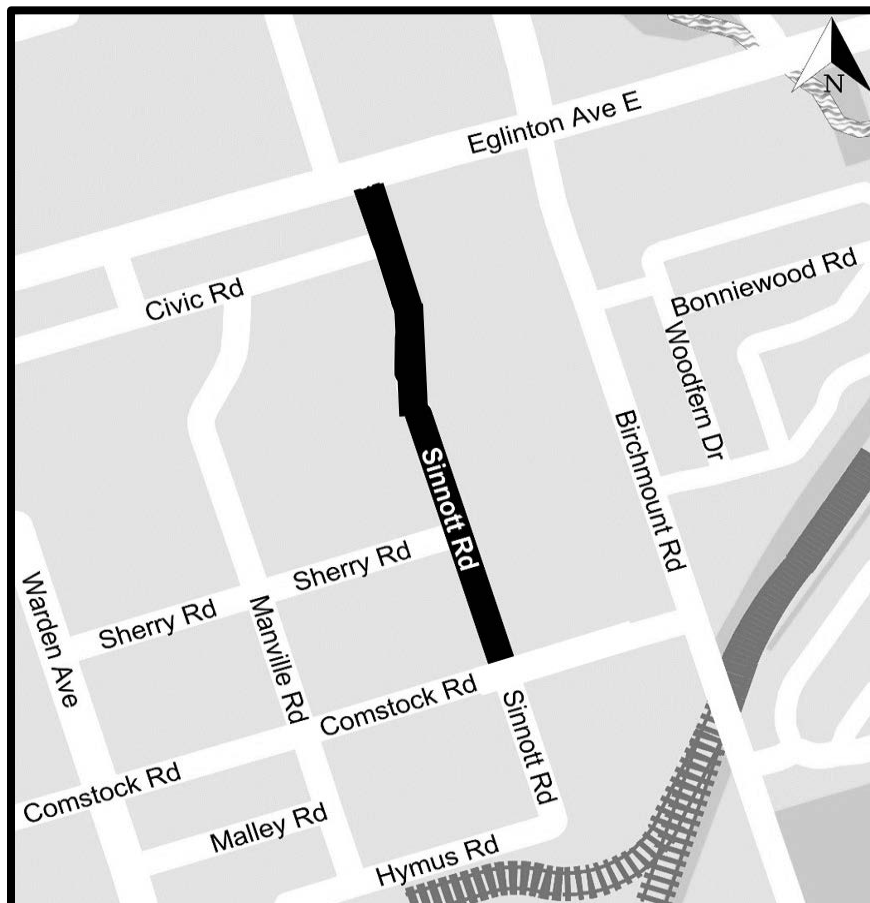 Eglinton Ave E
N
Civic Rd
Bonniewood Rd
Woodfern Dr
Birchmount Rd
Sinnott Rd
Sherry Rd
Sherry Rd
Warden Ave
Manville Rd
Comstock Rd
Sinnott Rd
Comstock Rd
Malley Rd
Hymus Rd